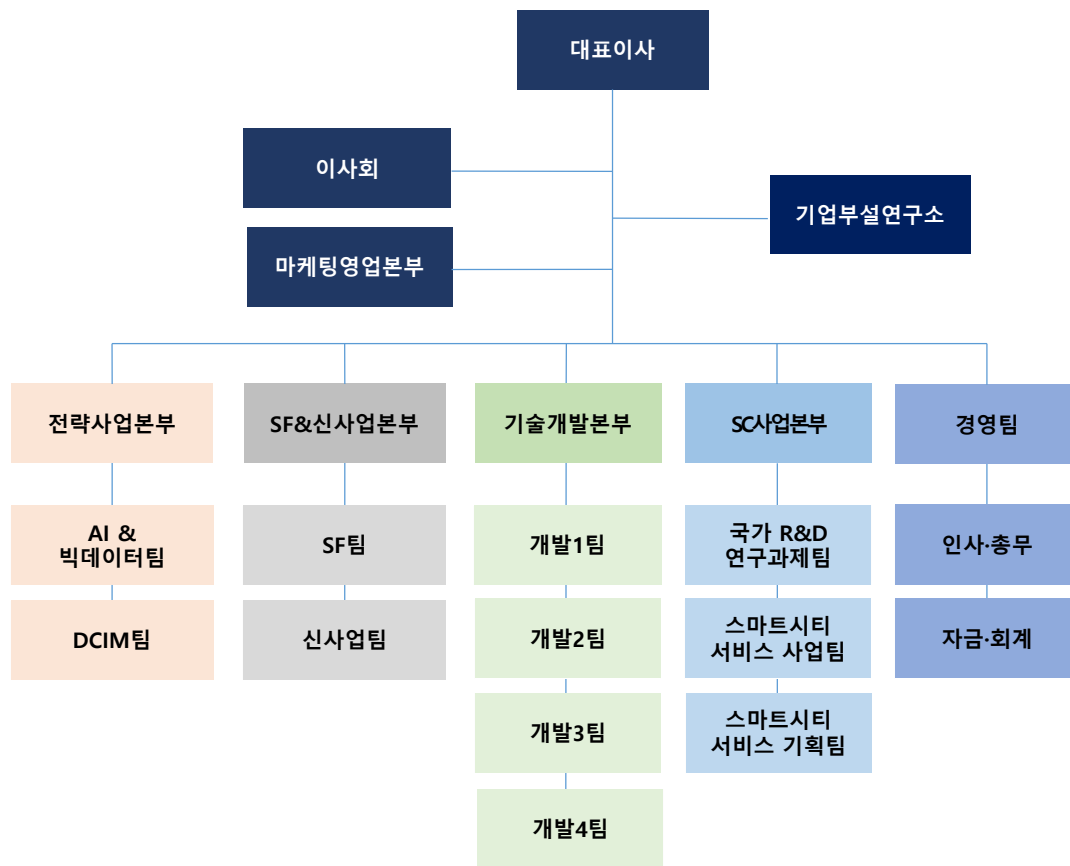 대표이사
이사회
기업부설연구소
마케팅영업본부
전략사업본부
SF&신사업본부
기술개발본부
SC사업본부
경영팀
AI &
빅데이터팀
SF팀
개발1팀
국가 R&D
연구과제팀
인사·총무
DCIM팀
신사업팀
개발2팀
스마트시티
서비스 사업팀
자금·회계
개발3팀
스마트시티
서비스 기획팀
개발4팀